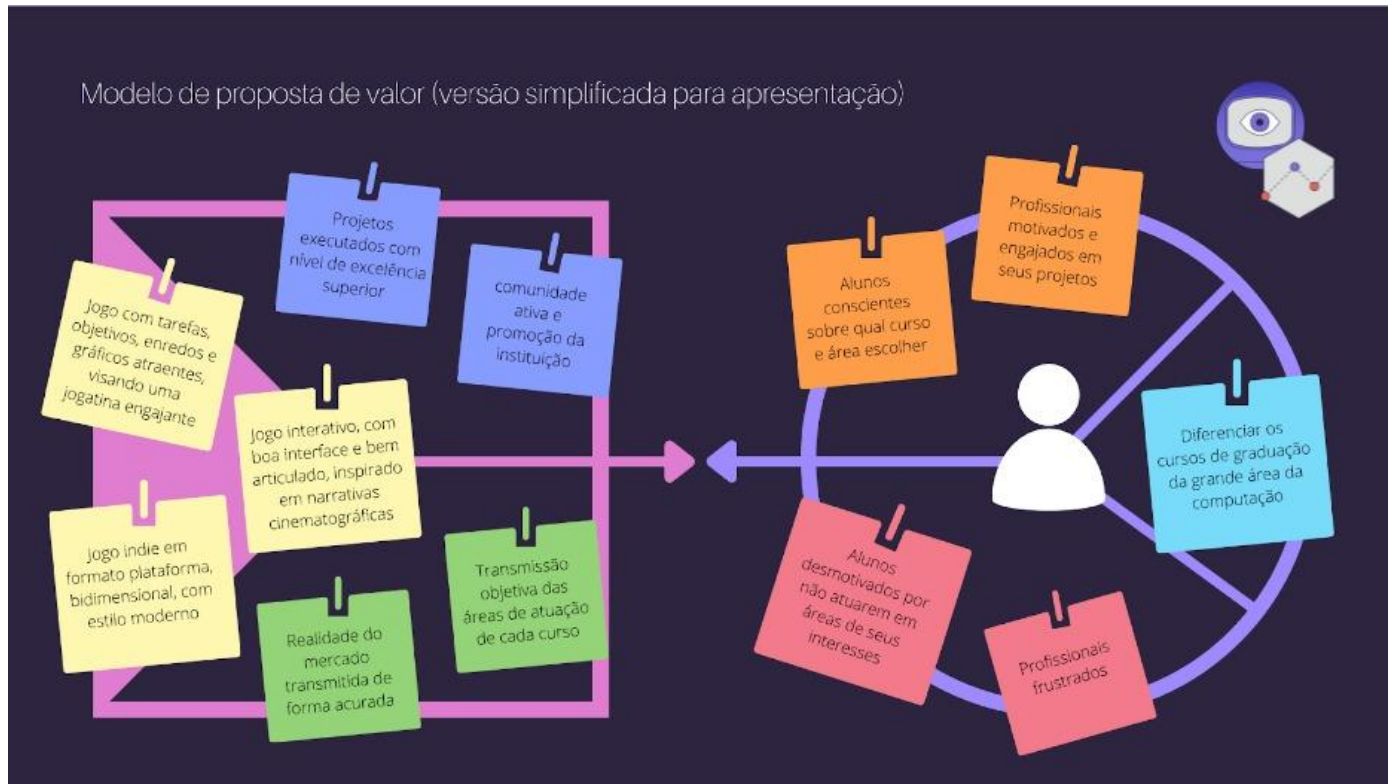 Modelo de proposta de valor (versão simplificada para apresentação)
Projetos
executados com
nível de excelência
superior
comunidade
ativa e
promoção da
instituição
Jogo com tarefas,
objetivos, enredos e
gráficos atraentes,
visando uma
jogatina engajante
Jogo interativo, com
boa interface e bem
articulado, inspirado
em narrativas
cinematográficas
Jogo indie em
formato plataforma,
bidimensional, com
estilo moderno
Transmissão
objetiva das
áreas de atuação
de cada curso
Realidade do
mercado
transmitida de
forma acurada
Profissionais
motivados e
engajados em
seus projetos
Alunos
conscientes
sobre qual curso
e área escolher
Diferenciar os
cursos de graduação
da grande área da
computação
Alunos
desmotivados por
não atuarem em
áreas de seus
interesses
Profissionais
frustrados